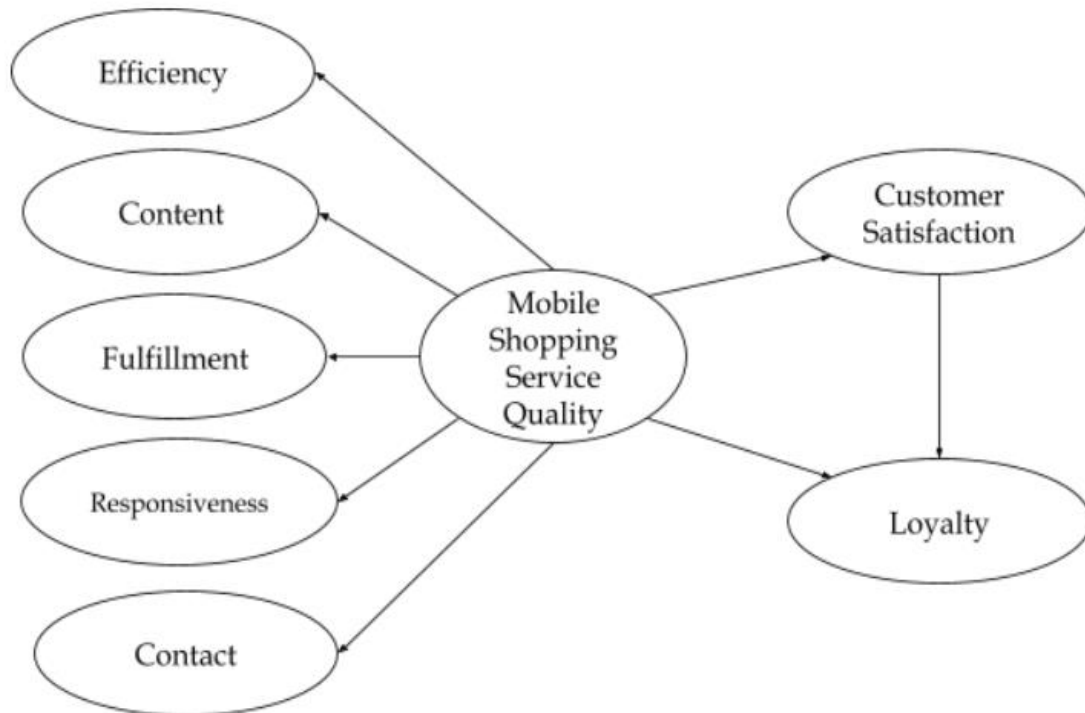 Efficiency
Content
Fulfillment
Responsiveness
Contact
Mobile
Shopping
Service
Quality
Customer
Satisfaction
Loyalty